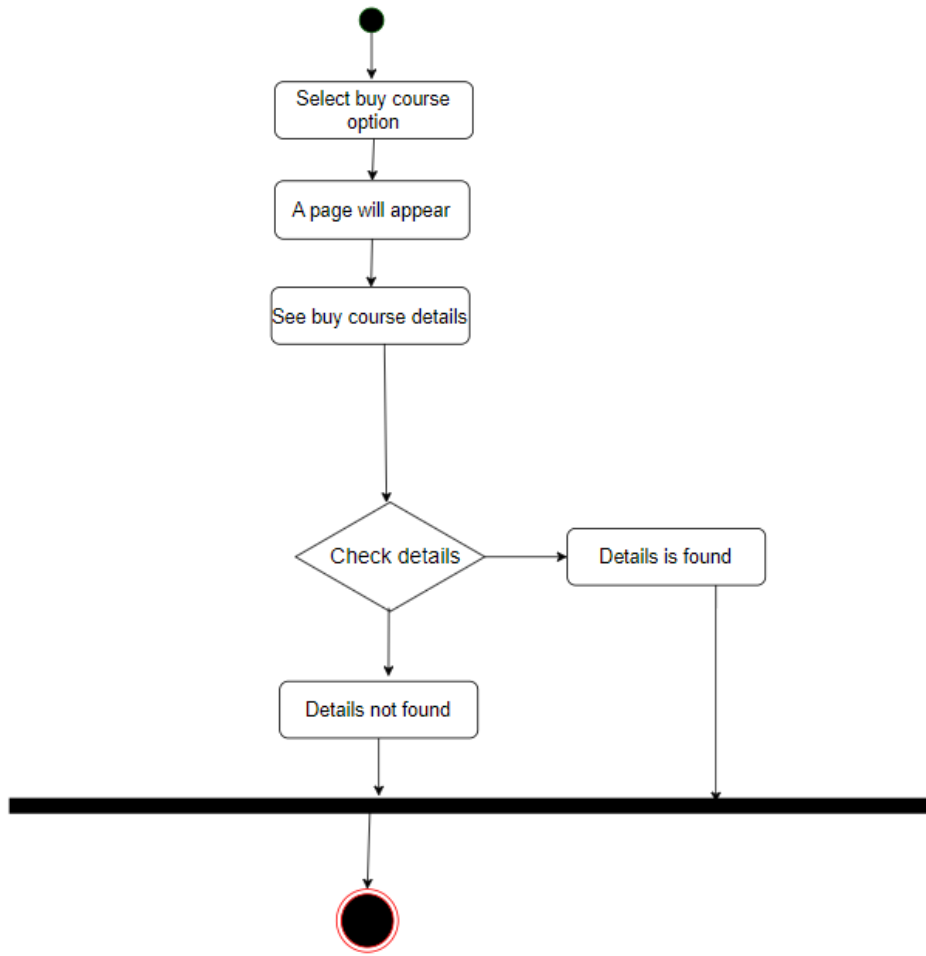 Select buy course
option
A page will appear
See buy course details
Check details
Details is found
Details not found